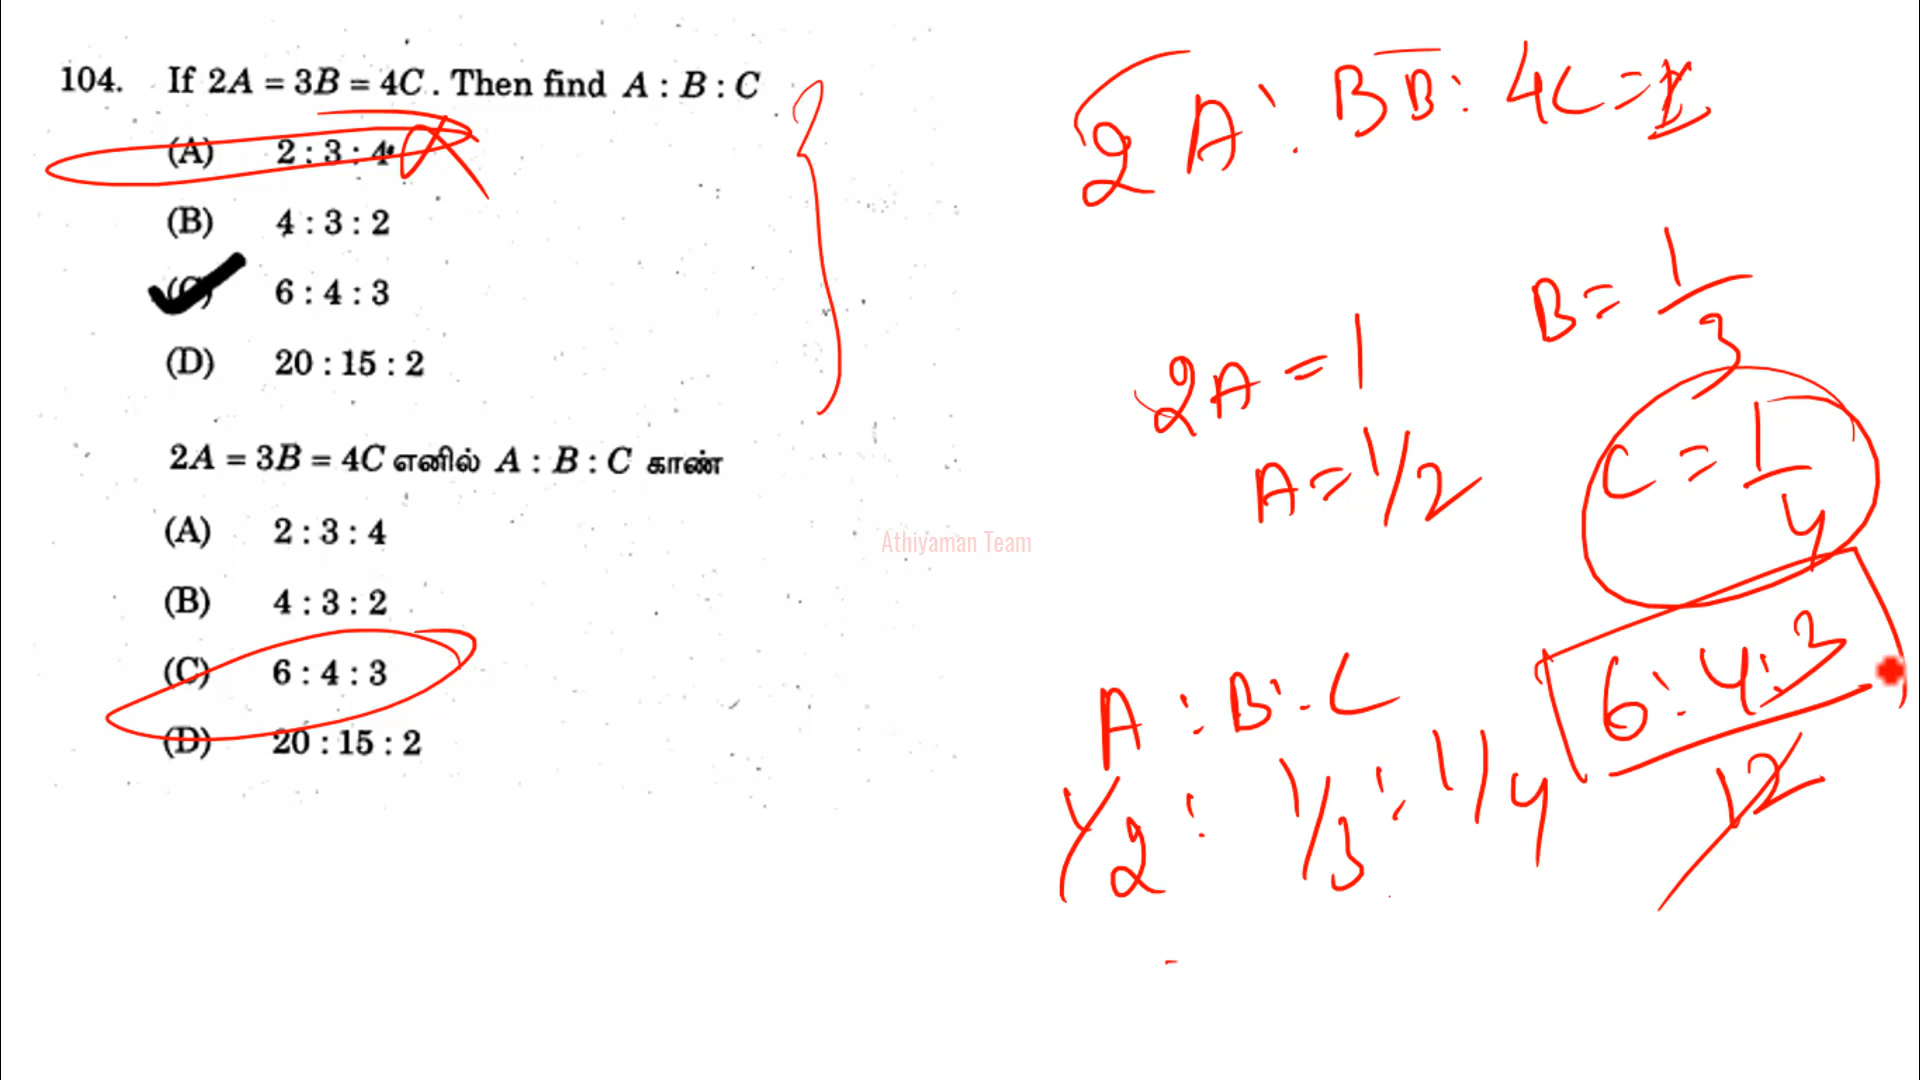 104. If 2A = 3B = 4C. Then find A : B : C
(A) 2 : 3 : 4
(B) 4 : 3 : 2
(C) 6 : 4 : 3
(D) 20 : 15 : 2
2A = 3B = 4C எனில் A : B : C காண்
(A) 2 : 3 : 4
(B) 4 : 3 : 2
(C) 6 : 4 : 3
(D) 20 : 15 : 2
Athiyaman Team
2A : B B : 4C =
B = 1/3
2A = 1
A = 1/2
C = 1/4
A : B : C
1/2 : 1/3 : 1/4
6 : 4 : 3
12